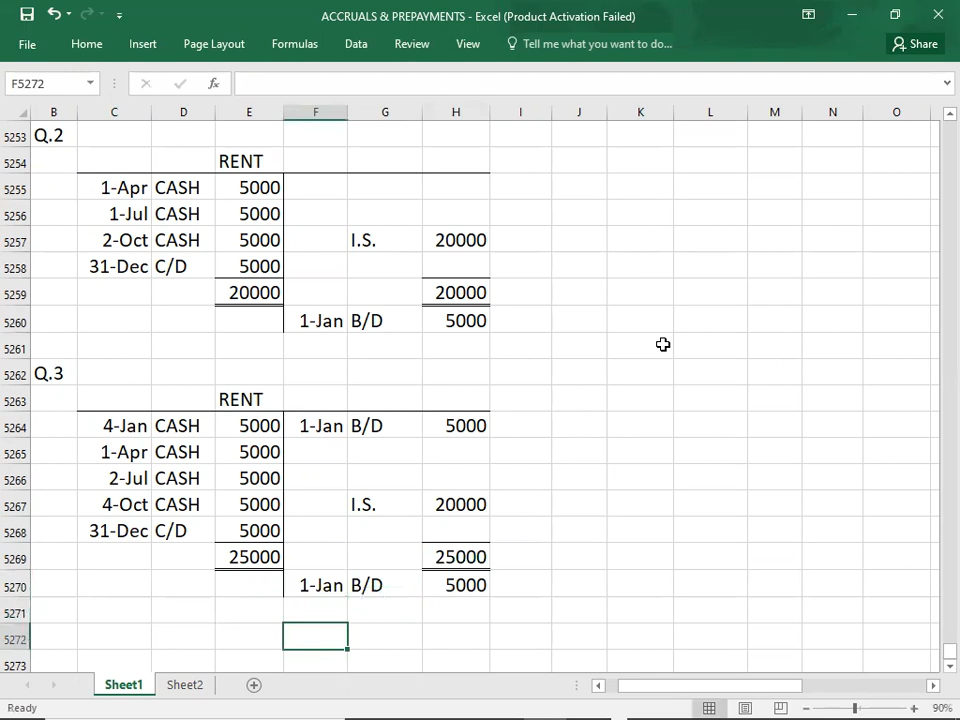 ACCRUALS & PREPAYMENTS - Excel (Product Activation Failed)
File Home Insert Page Layout Formulas Data Review View Tell me what you want to do... Share
F5272 fx
B C D E F G H I J K L M N O
5253 Q.2
5254 RENT
5255 1-Apr CASH 5000
5256 1-Jul CASH 5000
5257 2-Oct CASH 5000 I.S. 20000
5258 31-Dec C/D 5000
5259 20000 20000
5260 1-Jan B/D 5000
5261
5262 Q.3
5263 RENT
5264 4-Jan CASH 5000 1-Jan B/D 5000
5265 1-Apr CASH 5000
5266 2-Jul CASH 5000
5267 4-Oct CASH 5000 I.S. 20000
5268 31-Dec C/D 5000
5269 25000 25000
5270 1-Jan B/D 5000
5271
5272
5273
Sheet1 Sheet2
Ready 90%